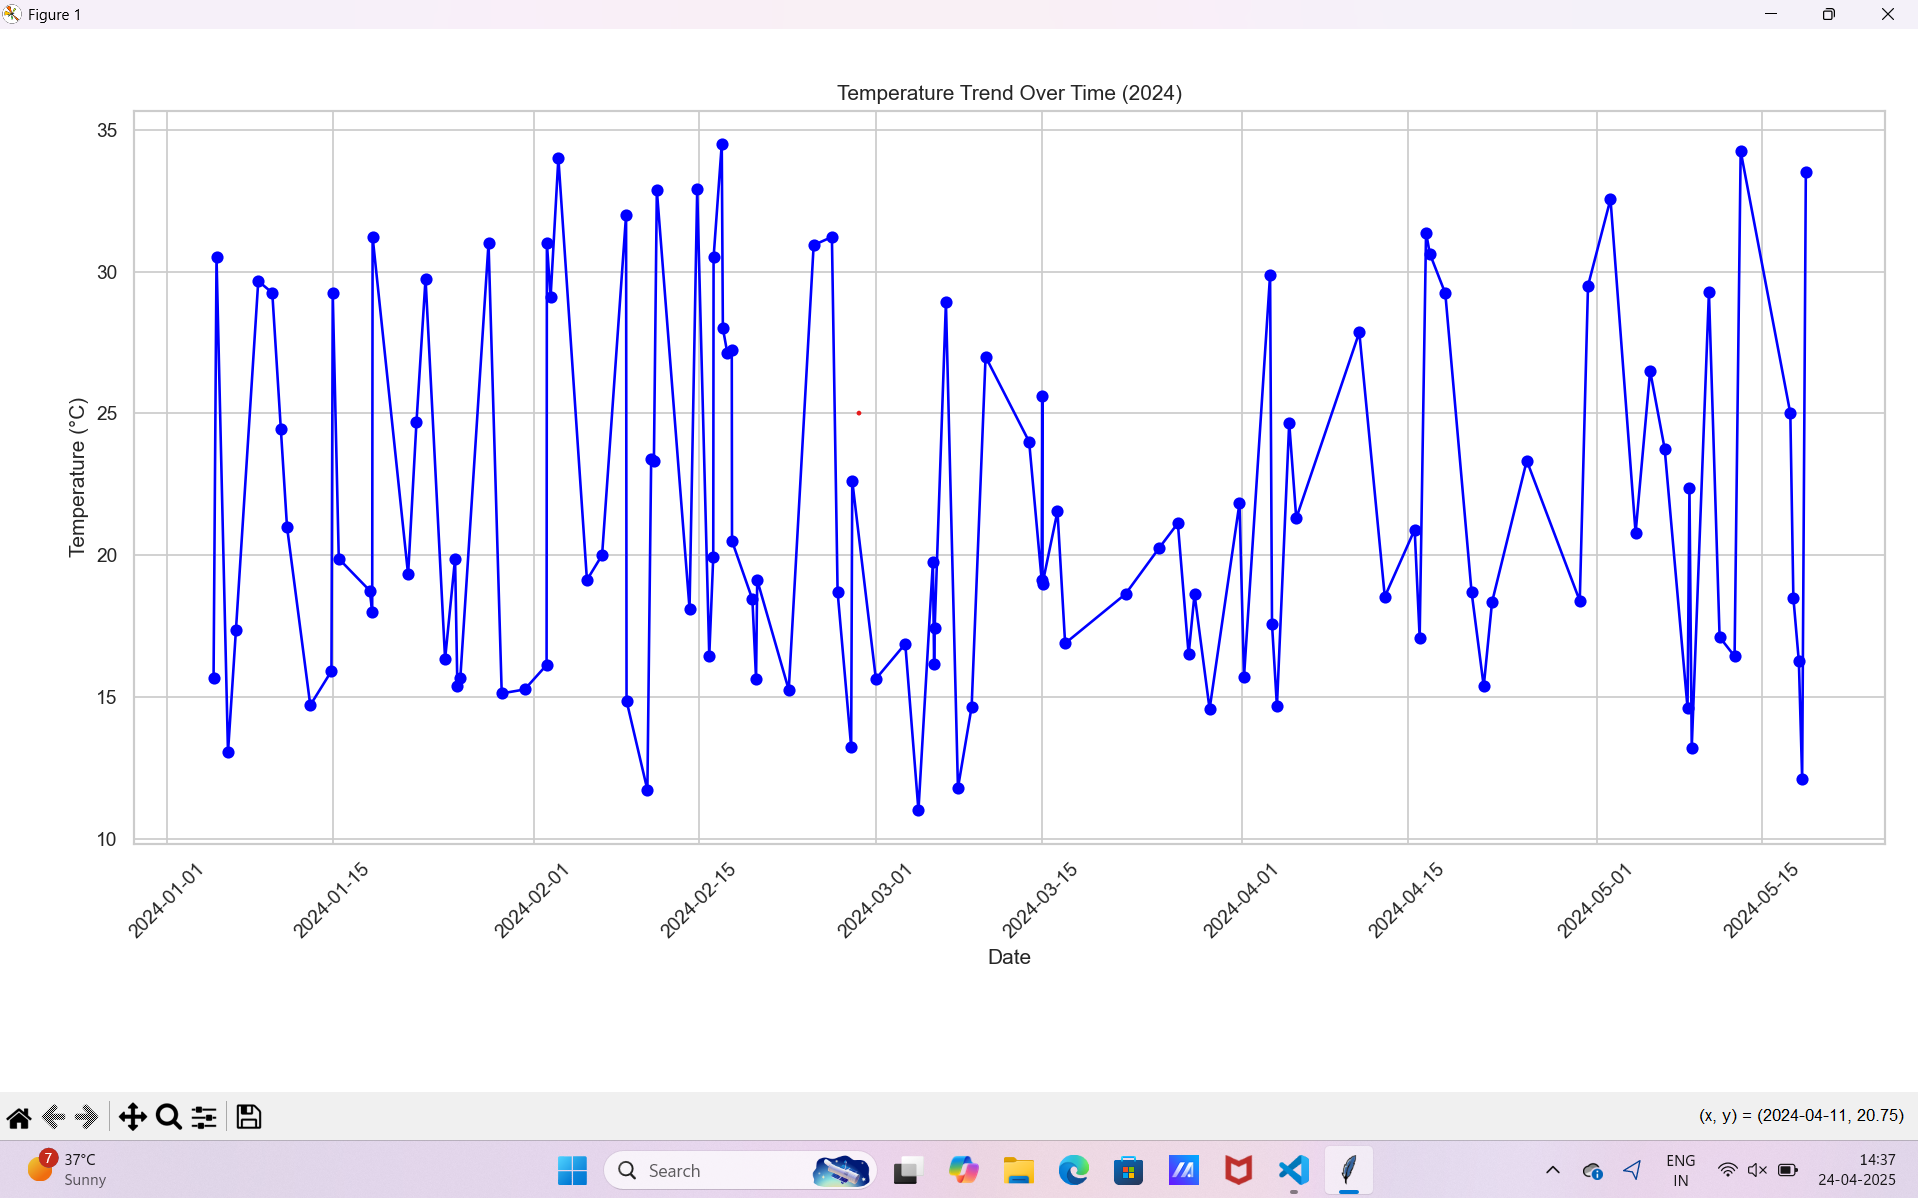 Figure 1
Temperature Trend Over Time (2024)
35
30
25
20
15
10
Temperature (°C)
2024-01-01
2024-01-15
2024-02-01
2024-02-15
2024-03-01
2024-03-15
2024-04-01
2024-04-15
2024-05-01
2024-05-15
Date
(x, y) = (2024-04-11, 20.75)
7
37°C
Sunny
Search
ENG
IN
14:37
24-04-2025